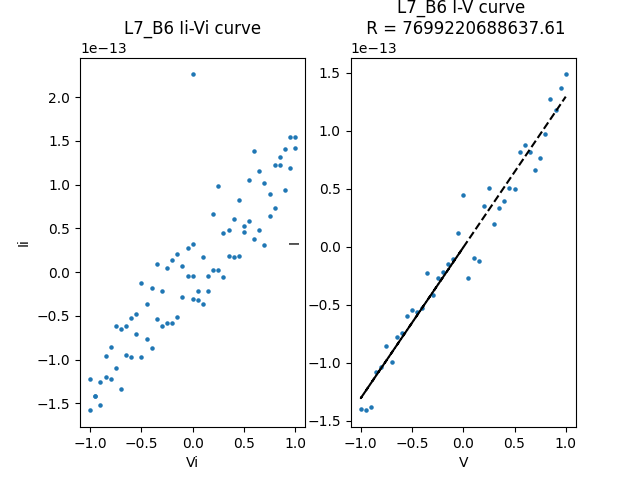 L7_B6 Ii-Vi curve
1e−13
2.0
1.5
1.0
0.5
0.0
−0.5
−1.0
−1.5
−1.0 −0.5 0.0 0.5 1.0
Vi
Ii
L7_B6 I-V curve
R = 7699220688637.61
1e−13
1.5
1.0
0.5
0.0
−0.5
−1.0
−1.5
−1.0 −0.5 0.0 0.5 1.0
V
I